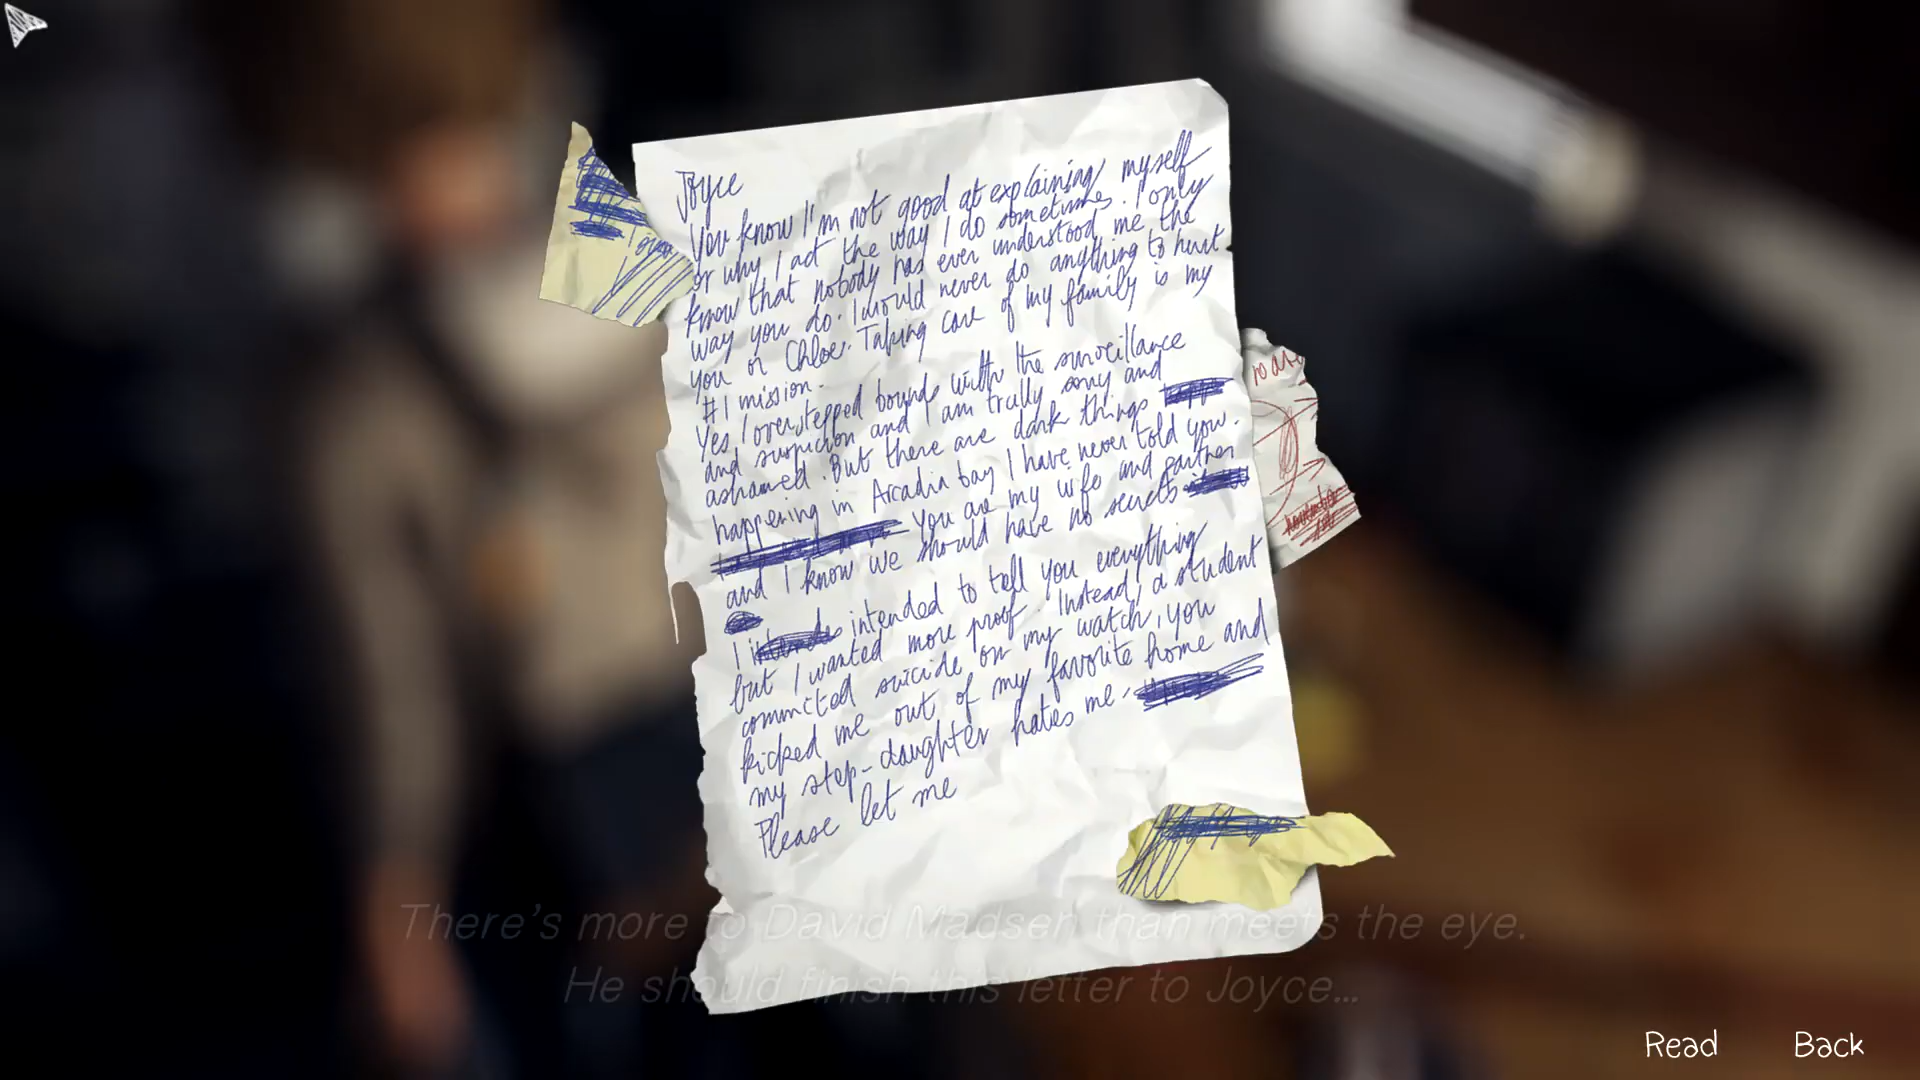 Joyce
You know I'm not good at explaining myself
or why I act the way I do sometimes. I only
know that nobody has ever understood me the
way you do. I would never do anything to hurt
you or Chloe. Taking care of my family is my
#1 mission.
Yes I overstepped bounds with the surveillance
and suspicion and I am trully sorry and
ashamed. But there are dark things
happening in Arcadia bay I have never told you.
You are my wife and partner
and I know we should have no secrets
I intended to tell you everything
but I wanted more proof. Instead, a student
committed suicide on my watch, you
kicked me out of my favorite home and
my step-daughter hates me.
Please let me
There's more to David Madsen than meets the eye.
He should finish this letter to Joyce...
Read
Back